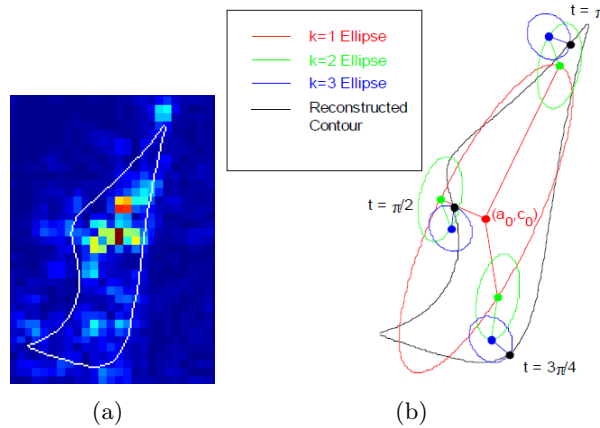 k=1 Ellipse
k=2 Ellipse
k=3 Ellipse
Reconstructed
Contour
t = π
t = π/2
(a₀,c₀)
t = 3π/4
(a)
(b)